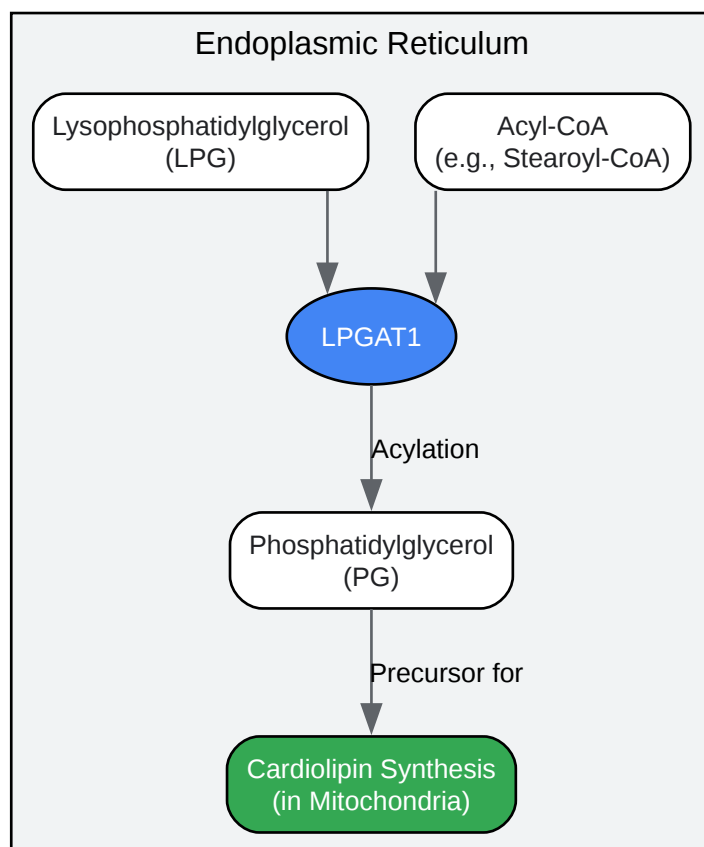 Endoplasmic Reticulum
Lysophosphatidylglycerol
(LPG)
Acyl-CoA
(e.g., Stearoyl-CoA)
LPGAT1
Acylation
Phosphatidylglycerol
(PG)
Precursor for
Cardiolipin Synthesis
(in Mitochondria)